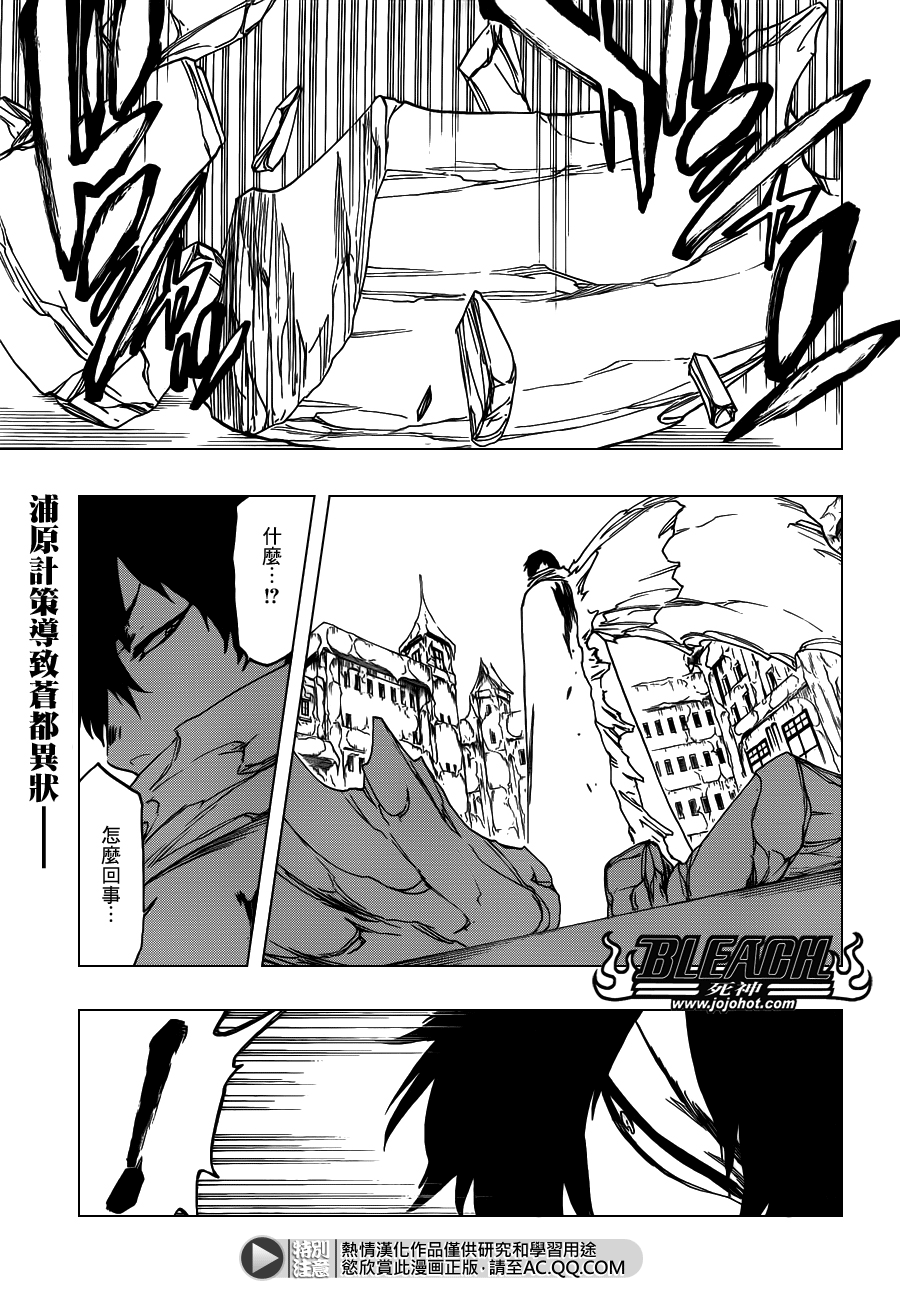 什麼…!?
怎麼回事…
浦原計策導致蒼都異狀——
BLEACH
死神
www.jojohot.com
特別
注意
熱情漢化作品僅供研究和學習用途
慾欣賞此漫画正版,請至AC.QQ.COM